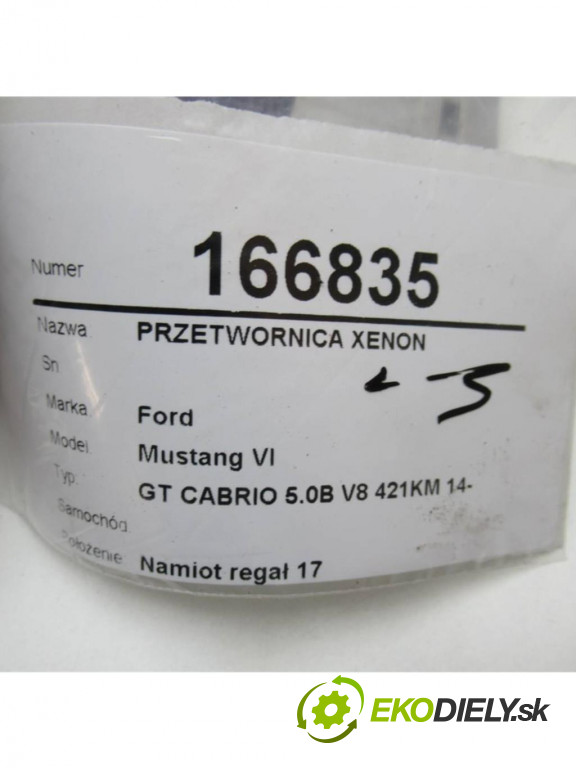 Numer 166835
Nazwa PRZETWORNICA XENON
Sn
Marka Ford
Model Mustang VI
Typ. GT CABRIO 5.0B V8 421KM 14-
Samochód
Położenie Namiot regał 17
EKODIELY.sk